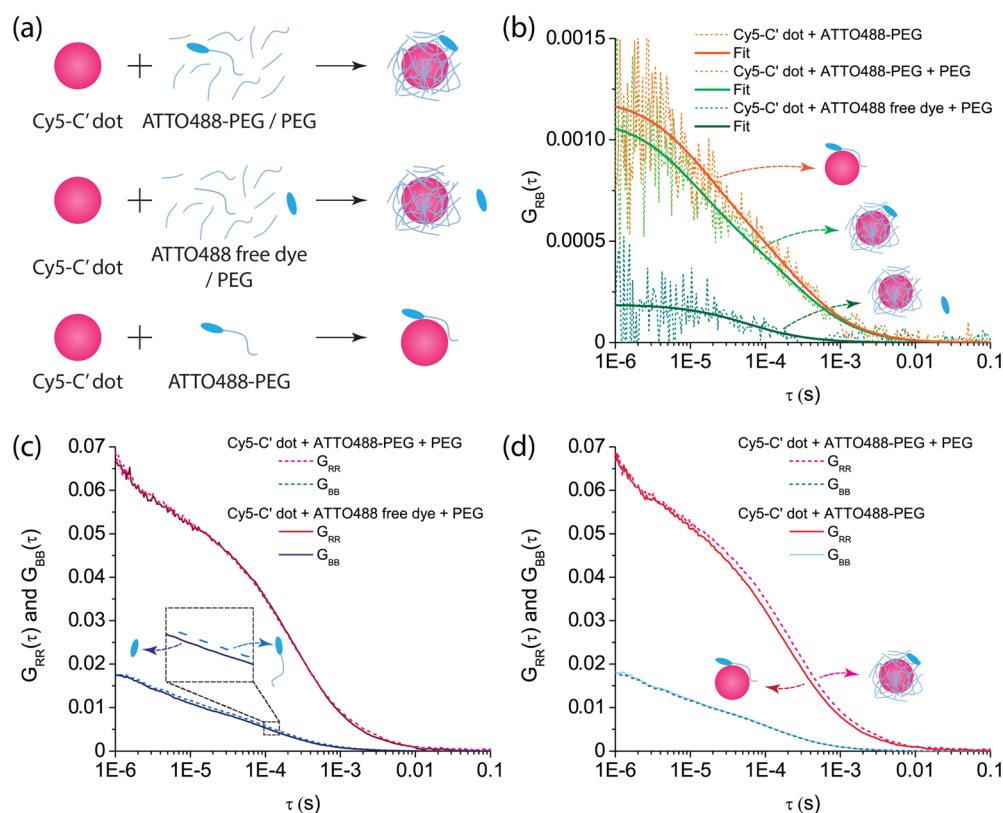 (a)
Cy5-C' dot
+
ATTO488-PEG / PEG
Cy5-C' dot
+
ATTO488 free dye
/ PEG
Cy5-C' dot
+
ATTO488-PEG
(b)
Cy5-C' dot + ATTO488-PEG
Fit
Cy5-C' dot + ATTO488-PEG + PEG
Fit
Cy5-C' dot + ATTO488 free dye + PEG
Fit
G_RB(τ)
0.0015
0.0010
0.0005
0
1E-6 1E-5 1E-4 1E-3 0.01 0.1
τ (s)
(c)
Cy5-C' dot + ATTO488-PEG + PEG
G_RR
G_BB
Cy5-C' dot + ATTO488 free dye + PEG
G_RR
G_BB
G_RR(τ) and G_BB(τ)
0.07
0.06
0.05
0.04
0.03
0.02
0.01
0
1E-6 1E-5 1E-4 1E-3 0.01 0.1
τ (s)
(d)
Cy5-C' dot + ATTO488-PEG + PEG
G_RR
G_BB
Cy5-C' dot + ATTO488-PEG
G_RR
G_BB
G_RR(τ) and G_BB(τ)
0.07
0.06
0.05
0.04
0.03
0.02
0.01
0
1E-6 1E-5 1E-4 1E-3 0.01 0.1
τ (s)